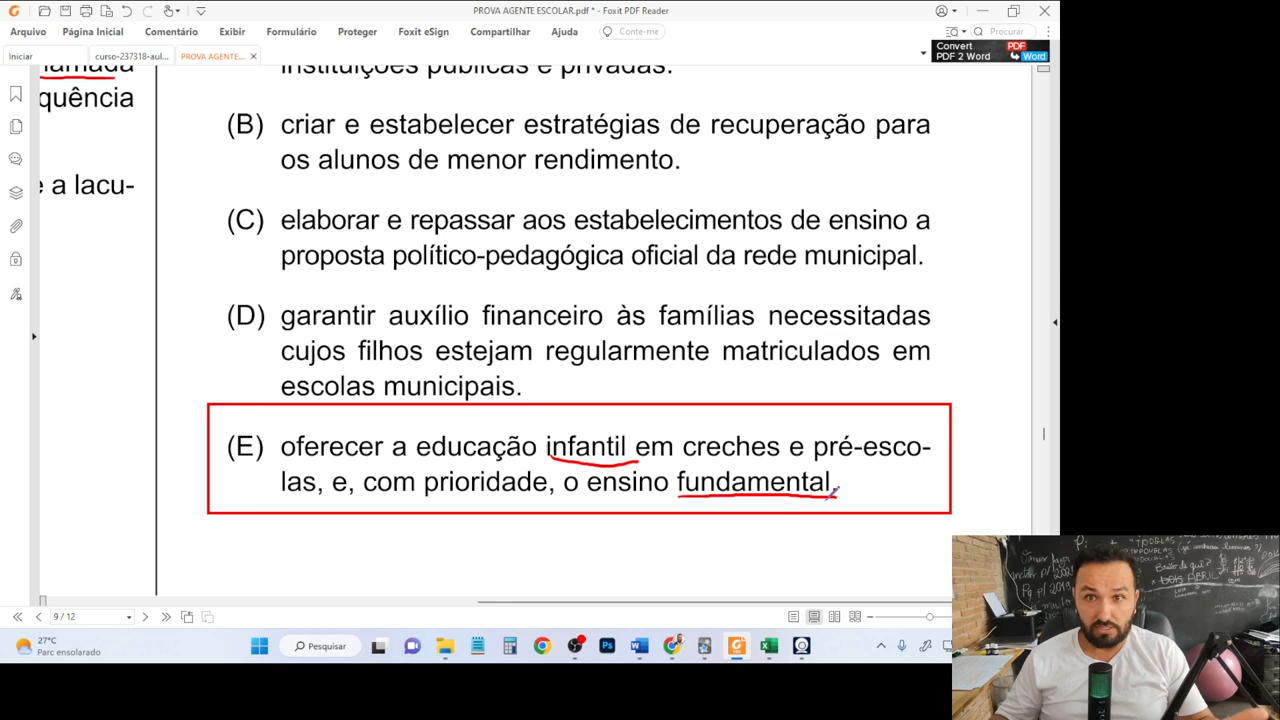 PROVA AGENTE ESCOLAR.pdf * - Foxit PDF Reader
Arquivo Página Inicial Comentário Exibir Formulário Proteger Foxit eSign Compartilhar Ajuda Conte-me Procurar
Iniciar curso-237318-aul... PROVA AGENTE...
Convert PDF
PDF 2 Word Word
quência
e a lacu-
instituições públicas e privadas.
(B) criar e estabelecer estratégias de recuperação para
os alunos de menor rendimento.
(C) elaborar e repassar aos estabelecimentos de ensino a
proposta político-pedagógica oficial da rede municipal.
(D) garantir auxílio financeiro às famílias necessitadas
cujos filhos estejam regularmente matriculados em
escolas municipais.
(E) oferecer a educação infantil em creches e pré-esco-
las, e, com prioridade, o ensino fundamental.
9 / 12
27°C
Parc ensolarado
Pesquisar
ABRIL